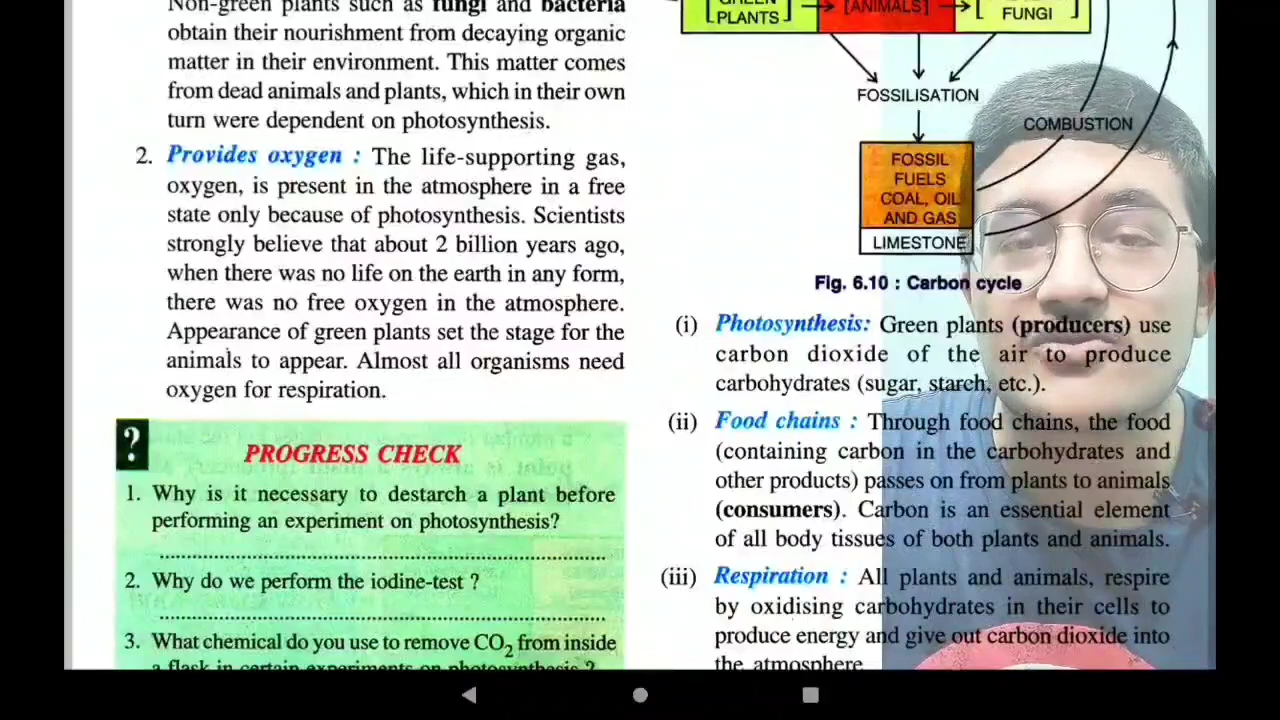 Non-green plants such as fungi and bacteria
obtain their nourishment from decaying organic
matter in their environment. This matter comes
from dead animals and plants, which in their own
turn were dependent on photosynthesis.
2. Provides oxygen : The life-supporting gas,
oxygen, is present in the atmosphere in a free
state only because of photosynthesis. Scientists
strongly believe that about 2 billion years ago,
when there was no life on the earth in any form,
there was no free oxygen in the atmosphere.
Appearance of green plants set the stage for the
animals to appear. Almost all organisms need
oxygen for respiration.
?
PROGRESS CHECK
1. Why is it necessary to destarch a plant before
performing an experiment on photosynthesis?
2. Why do we perform the iodine-test ?
3. What chemical do you use to remove CO2 from inside
a flask in certain experiments on photosynthesis ?
GREEN
PLANTS
[ANIMALS]
FUNGI
FOSSILISATION
COMBUSTION
FOSSIL
FUELS
COAL, OIL
AND GAS
LIMESTONE
Fig. 6.10 : Carbon cycle
(i) Photosynthesis: Green plants (producers) use
carbon dioxide of the air to produce
carbohydrates (sugar, starch, etc.).
(ii) Food chains : Through food chains, the food
(containing carbon in the carbohydrates and
other products) passes on from plants to animals
(consumers). Carbon is an essential element
of all body tissues of both plants and animals.
(iii) Respiration : All plants and animals, respire
by oxidising carbohydrates in their cells to
produce energy and give out carbon dioxide into
the atmosphere